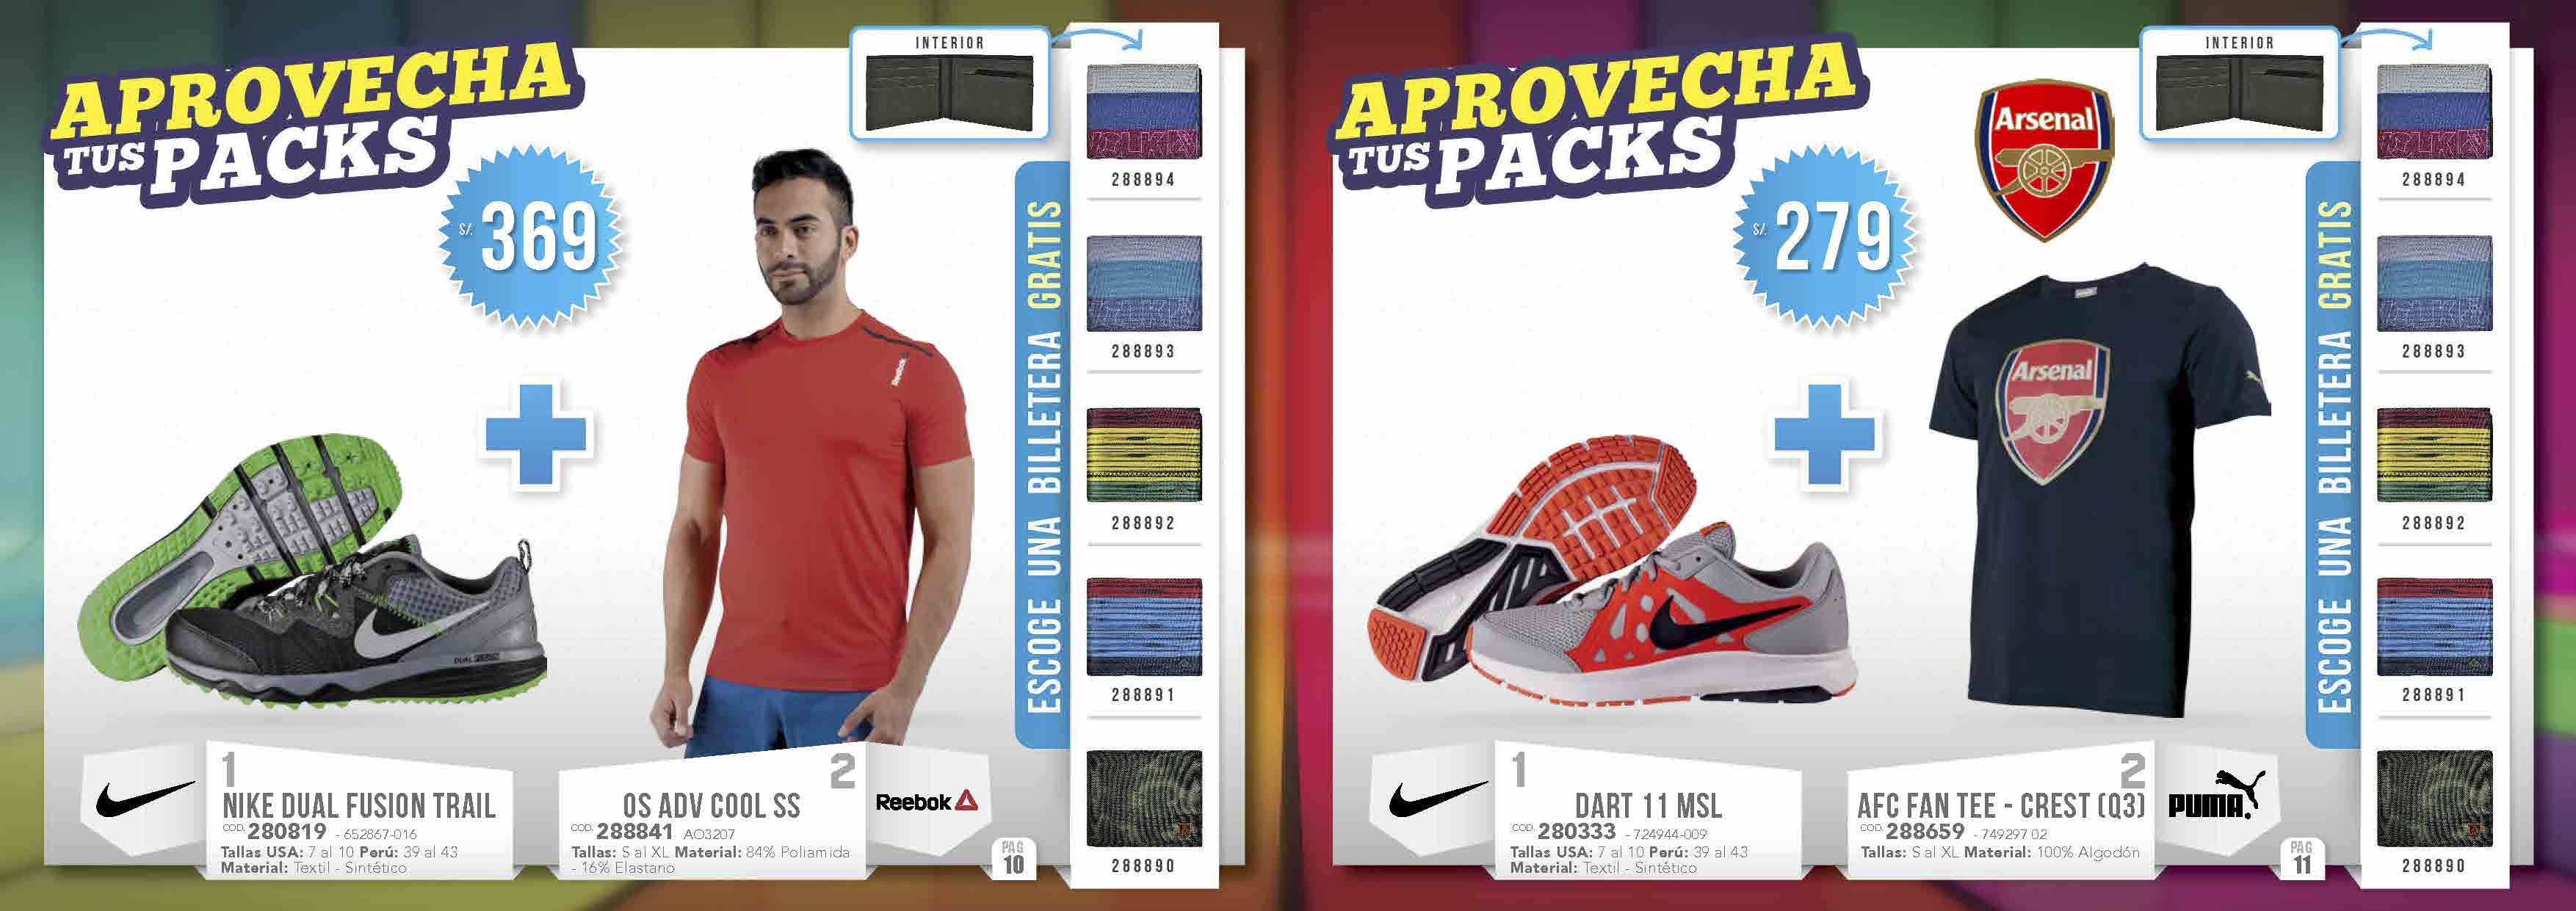 APROVECHA
TUS PACKS
S/. 369
INTERIOR
ESCOGE UNA BILLETERA GRATIS
288894
288893
288892
288891
288890
Reebok
DUAL FUSION
1
NIKE DUAL FUSION TRAIL
COD. 280819 - 652867-016
Tallas USA: 7 al 10 Perú: 39 al 43
Material: Textil - Sintético
2
OS ADV COOL SS
COD. 288841 AO3207
Tallas: S al XL Material: 84% Poliamida
- 16% Elastano
Reebok
PAG
10
APROVECHA
TUS PACKS
S/. 279
Arsenal
INTERIOR
ESCOGE UNA BILLETERA GRATIS
288894
288893
288892
288891
288890
Arsenal
1
DART 11 MSL
COD. 280333 - 724944-009
Tallas USA: 7 al 10 Perú: 39 al 43
Material: Textil - Sintético
2
AFC FAN TEE - CREST (Q3)
COD. 288659 - 749297 02
Tallas: S al XL Material: 100% Algodón
PUMA
PAG
11